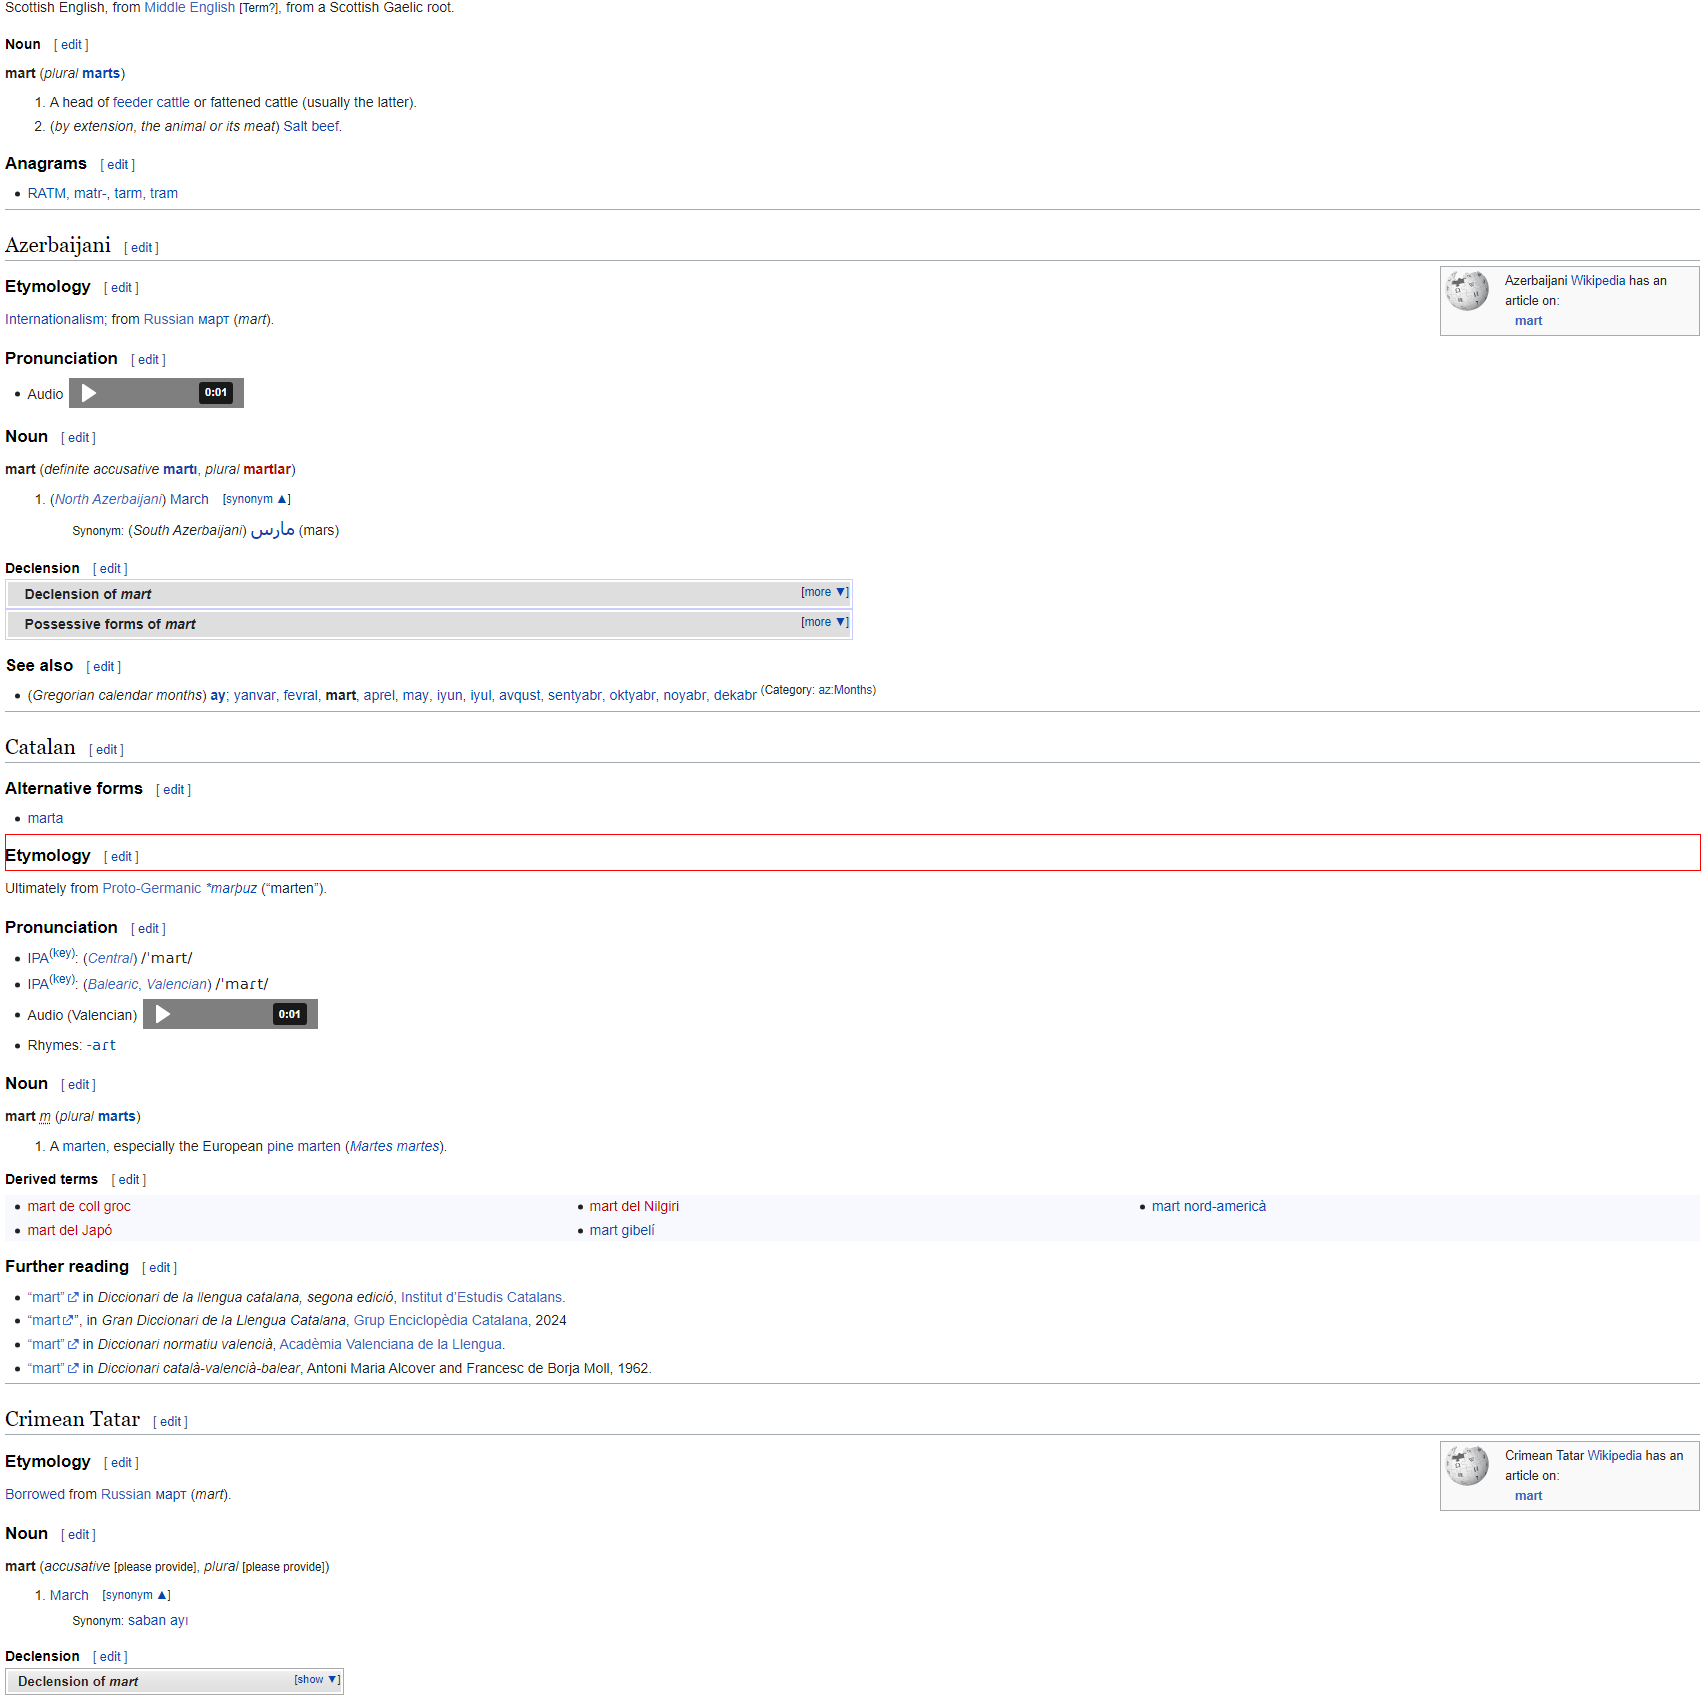 Scottish English, from Middle English [Term?], from a Scottish Gaelic root.
Noun [ edit ]
mart (plural marts)
1. A head of feeder cattle or fattened cattle (usually the latter).
2. (by extension, the animal or its meat) Salt beef.
Anagrams [ edit ]
• RATM, matr-, tarm, tram
Azerbaijani [ edit ]
Azerbaijani Wikipedia has an
article on:
mart
Etymology [ edit ]
Internationalism; from Russian март (mart).
Pronunciation [ edit ]
• Audio 0:01
Noun [ edit ]
mart (definite accusative martı, plural martlar)
1. (North Azerbaijani) March [synonym ▲]
Synonym: (South Azerbaijani) مارس (mars)
Declension [ edit ]
Declension of mart [more ▼]
Possessive forms of mart [more ▼]
See also [ edit ]
• (Gregorian calendar months) ay; yanvar, fevral, mart, aprel, may, iyun, iyul, avqust, sentyabr, oktyabr, noyabr, dekabr (Category: az:Months)
Catalan [ edit ]
Alternative forms [ edit ]
• marta
Etymology [ edit ]
Ultimately from Proto-Germanic *marþuz (“marten”).
Pronunciation [ edit ]
• IPA(key): (Central) /ˈmart/
• IPA(key): (Balearic, Valencian) /ˈmaɾt/
• Audio (Valencian) 0:01
• Rhymes: -aɾt
Noun [ edit ]
mart m (plural marts)
1. A marten, especially the European pine marten (Martes martes).
Derived terms [ edit ]
• mart de coll groc
• mart del Japó
• mart del Nilgiri
• mart gibelí
• mart nord-americà
Further reading [ edit ]
• “mart” in Diccionari de la llengua catalana, segona edició, Institut d’Estudis Catalans.
• “mart”, in Gran Diccionari de la Llengua Catalana, Grup Enciclopèdia Catalana, 2024
• “mart” in Diccionari normatiu valencià, Acadèmia Valenciana de la Llengua.
• “mart” in Diccionari català-valencià-balear, Antoni Maria Alcover and Francesc de Borja Moll, 1962.
Crimean Tatar [ edit ]
Crimean Tatar Wikipedia has an
article on:
mart
Etymology [ edit ]
Borrowed from Russian март (mart).
Noun [ edit ]
mart (accusative [please provide], plural [please provide])
1. March [synonym ▲]
Synonym: saban ayı
Declension [ edit ]
Declension of mart [show ▼]